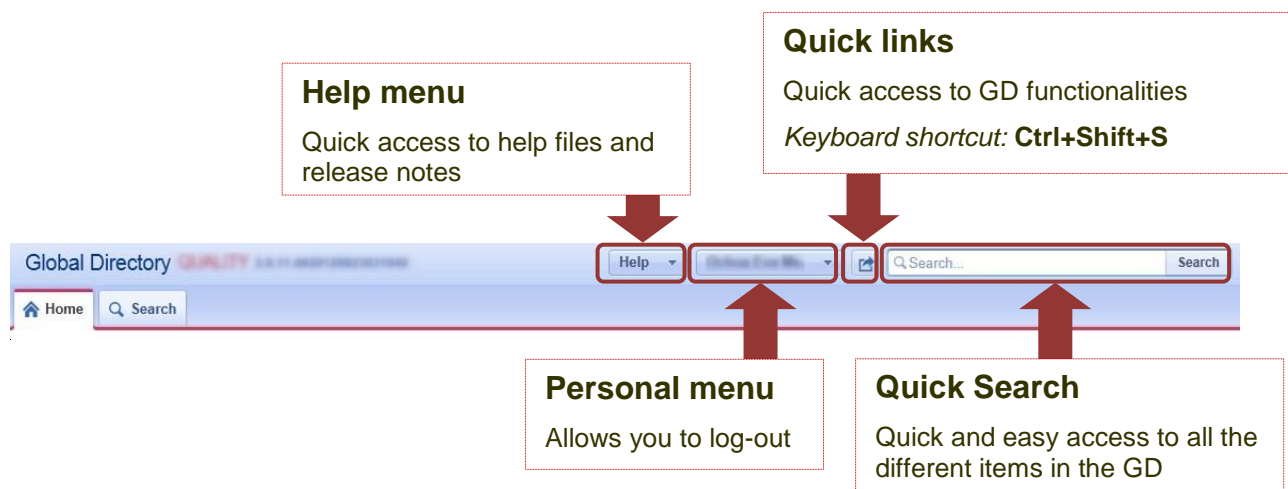 Quick links
Quick access to GD functionalities
Keyboard shortcut: Ctrl+Shift+S
Help menu
Quick access to help files and
release notes
Global Directory QUALITY
Help
Search...
Search
Home
Search
Personal menu
Allows you to log-out
Quick Search
Quick and easy access to all the
different items in the GD